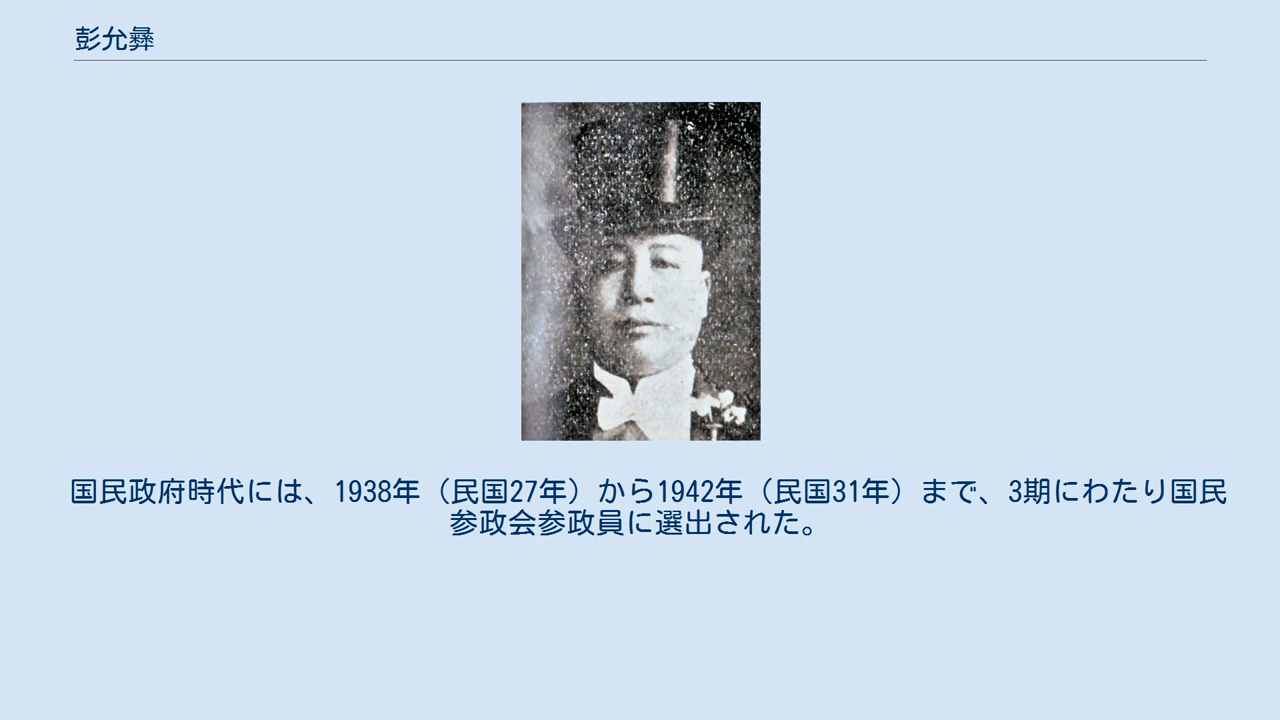 彭允彝
国民政府時代には、1938年（民国27年）から1942年（民国31年）まで、3期にわたり国民
参政会参政員に選出された。